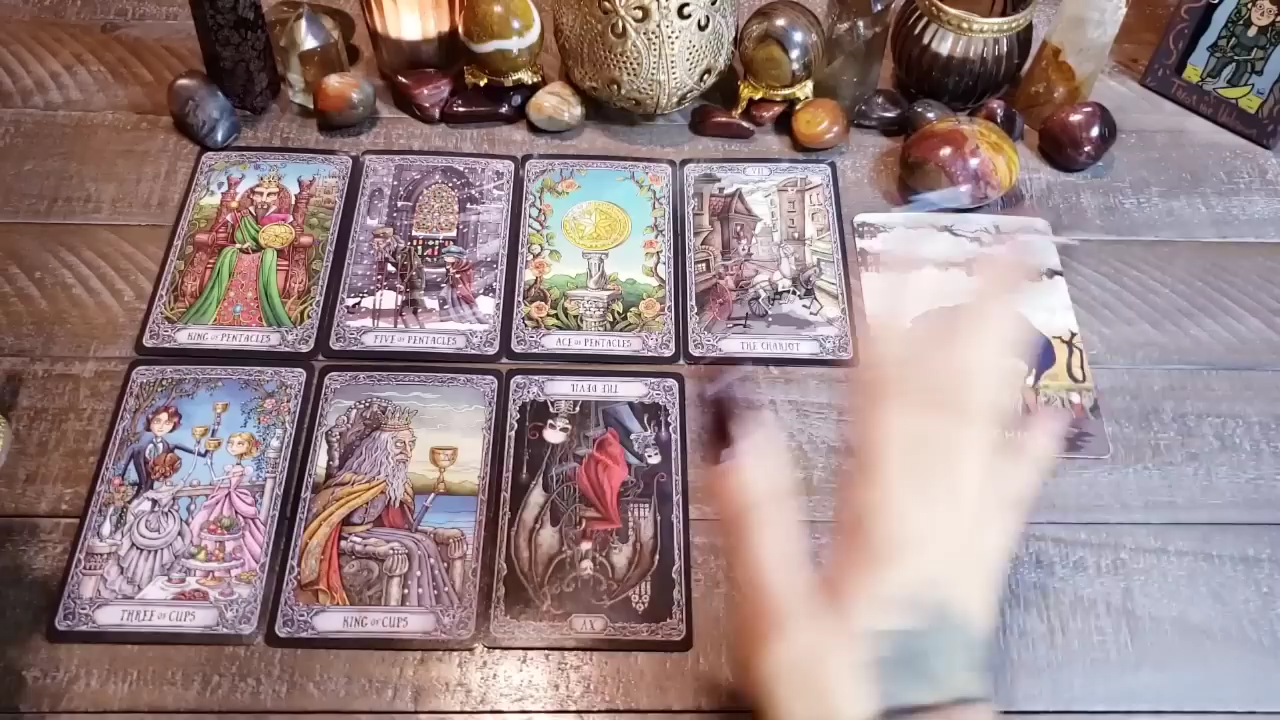 KING OF PENTACLES
FIVE OF PENTACLES
ACE OF PENTACLES
VII
THE CHARIOT
THREE OF CUPS
KING OF CUPS
THE DEVIL
XV